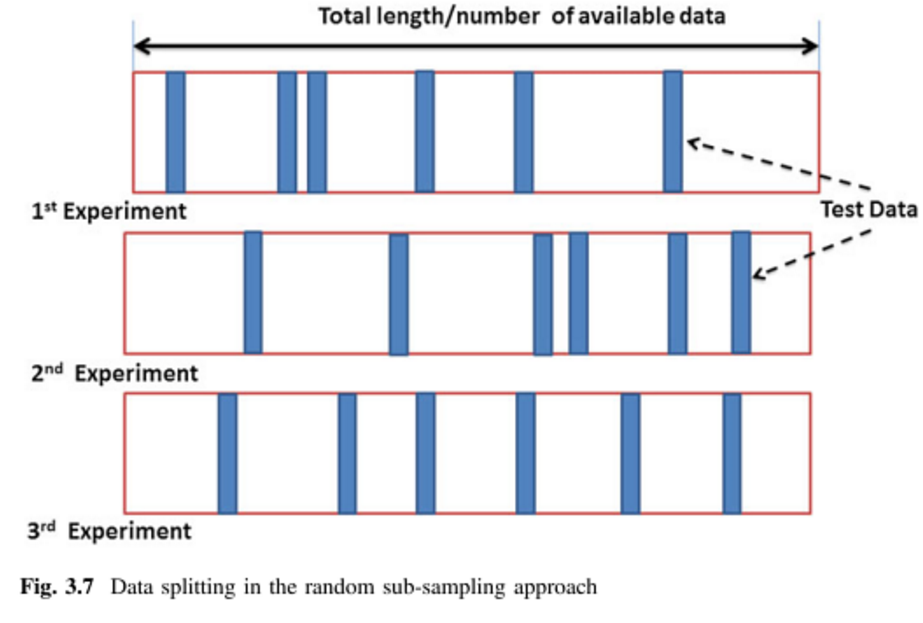 Total length/number of available data
1st Experiment
Test Data
2nd Experiment
3rd Experiment
Fig. 3.7 Data splitting in the random sub-sampling approach